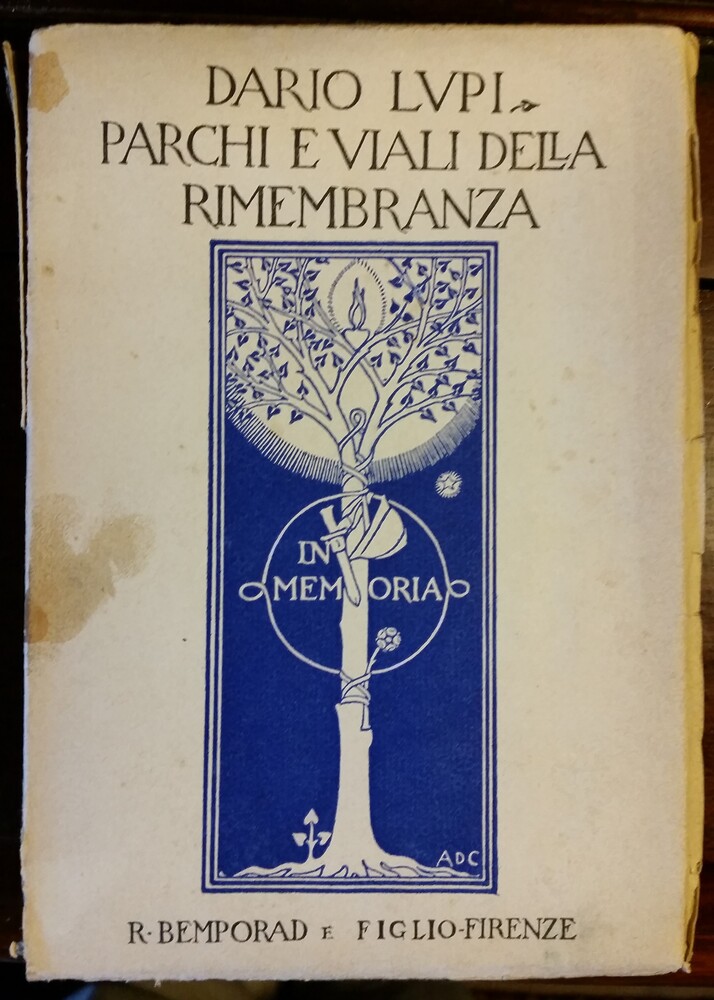 DARIO LVPI
PARCHI E VIALI DELLA
RIMEMBRANZA
IN
MEMORIA
ADC
R·BEMPORAD E FIGLIO-FIRENZE